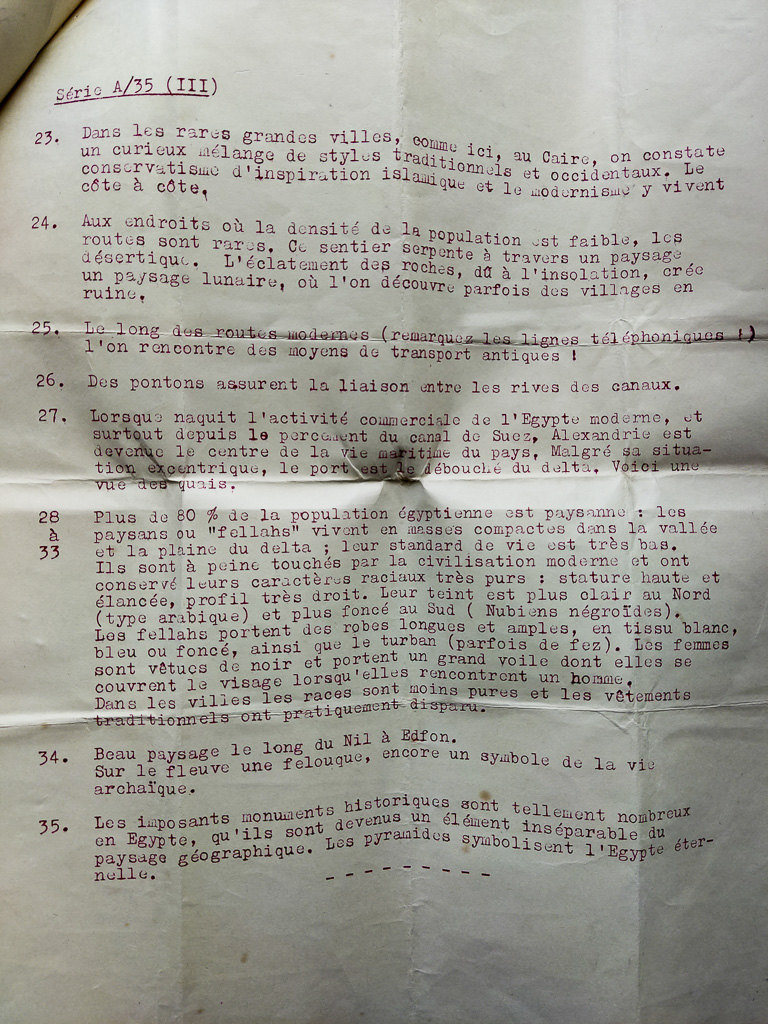 Série A/35 (III)
23. Dans les rares grandes villes, comme ici, au Caire, on constate
un curieux mélange de styles traditionnels et occidentaux. Le
conservatisme d'inspiration islamique et le modernisme y vivent
côte à côte.
24. Aux endroits où la densité de la population est faible, les
routes sont rares. Ce sentier serpente à travers un paysage
désertique. L'éclatement des roches, dû à l'insolation, crée
un paysage lunaire, où l'on découvre parfois des villages en
ruine.
25. Le long des routes modernes (remarquez les lignes téléphoniques !)
l'on rencontre des moyens de transport antiques !
26. Des pontons assurent la liaison entre les rives des canaux.
27. Lorsque naquit l'activité commerciale de l'Egypte moderne, et
surtout depuis le percement du canal de Suez, Alexandrie est
devenue le centre de la vie maritime du pays. Malgré sa situa-
tion excentrique, le port est le débouché du delta. Voici une
vue des quais.
28 Plus de 80 % de la population égyptienne est paysanne : les
à paysans ou "fellahs" vivent en masses compactes dans la vallée
33 et la plaine du delta ; leur standard de vie est très bas.
Ils sont à peine touchés par la civilisation moderne et ont
conservé leurs caractères raciaux très purs : stature haute et
élancée, profil très droit. Leur teint est plus clair au Nord
(type arabique) et plus foncé au Sud ( Nubiens négroïdes).
Les fellahs portent des robes longues et amples, en tissu blanc,
bleu ou foncé, ainsi que le turban (parfois de fez). Les femmes
sont vêtues de noir et portent un grand voile dont elles se
couvrent le visage lorsqu'elles rencontrent un homme.
Dans les villes les races sont moins pures et les vêtements
traditionnels ont pratiquement disparu.
34. Beau paysage le long du Nil à Edfon.
Sur le fleuve une felouque, encore un symbole de la vie
archaïque.
35. Les imposants monuments historiques sont tellement nombreux
en Egypte, qu'ils sont devenus un élément inséparable du
paysage géographique. Les pyramides symbolisent l'Egypte éter-
nelle.
- - - - - - - - -